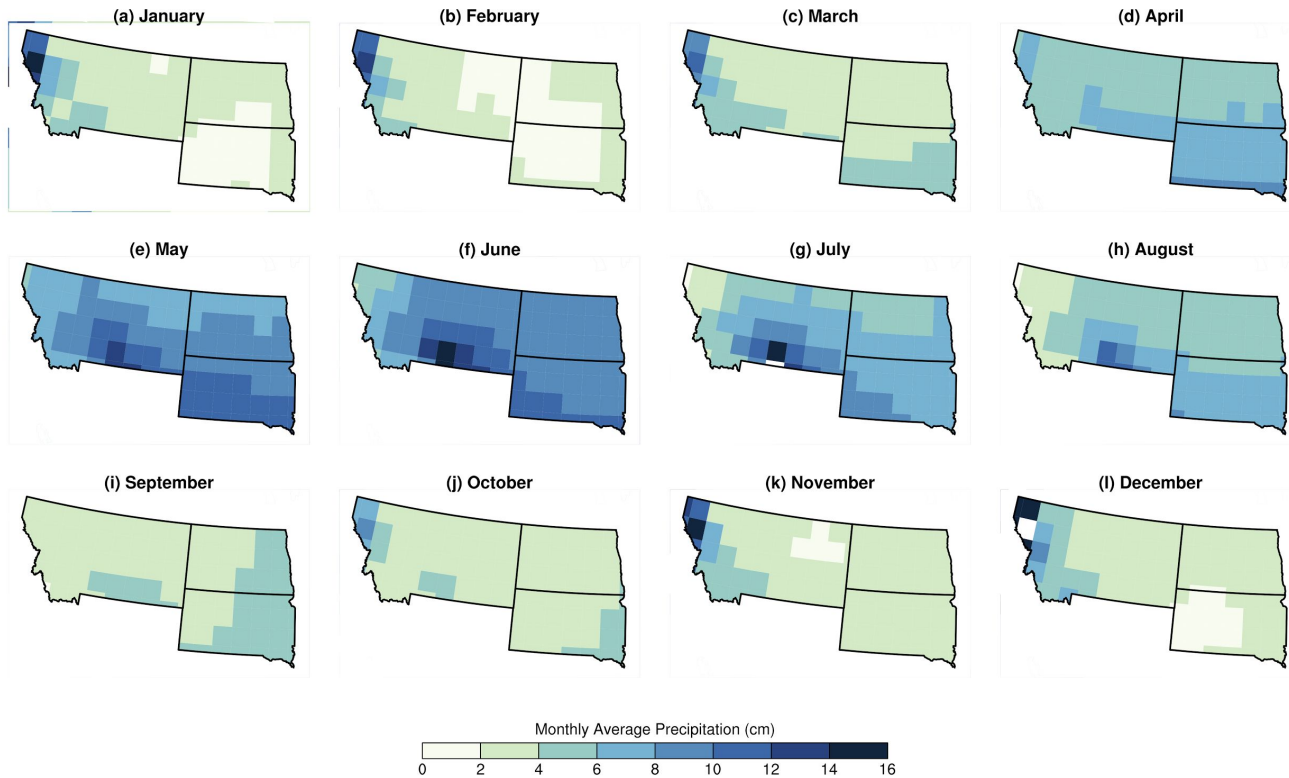 (a) January
(b) February
(c) March
(d) April
(e) May
(f) June
(g) July
(h) August
(i) September
(j) October
(k) November
(l) December
Monthly Average Precipitation (cm)
0 2 4 6 8 10 12 14 16